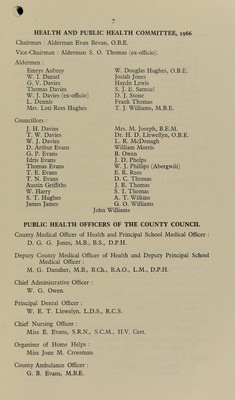 7
HEALTH AND PUBLIC HEALTH COMMITTEE, 1966
Chairman : Alderman Evan Bevan, O.B.E.
Vice-Chairman : Alderman S. O. Thomas (ex-officio).
Aldermen :
Emrys Aubrey
W. I. Daniel
G. V. Davies
Thomas Davies
W. J. Davies (ex-officio)
L. Dennis
Mrs. Loti Rees Hughes
W. Douglas Hughes, O.B.E.
Josiah Jones
Haydn Lewis
S. J. E. Samuel
D. J. Stone
Frank Thomas
T. J. Williams, M.B.E.
Councillors :
J. H. Davies
T. W. Davies
W. J. Davies
D. Arthur Evans
G. P. Evans
Idris Evans
Thomas Evans
T. E. Evans
T. N. Evans
Austin Griffiths
W. Harry
S. T. Hughes
James James
Mrs. M. Joseph, B.E.M.
Dr. H. D. Llewellyn, O.B.E.
L. R. McDonagh
William Morris
B. Owen
J. D. Phelps
W. J. Phillips (Abergwili)
E. R. Rees
D. C. Thomas
J. R. Thomas
S. I. Thomas
A. T. Wilkins
G. O. Williams
John Williams
PUBLIC HEALTH OFFICERS OF THE COUNTY COUNCIL
County Medical Officer of Health and Principal School Medical Officer :
D. G. G. Jones, M.B., B.S., D.P.H.
Deputy County Medical Officer of Health and Deputy Principal School
Medical Officer :
M. G. Danaher, M.B., B.Ch., B.A.O., L.M., D.P.H.
Chief Administrative Officer :
W. G. Owen.
Principal Dental Officer :
W. E. T. Llewelyn, L.D.S., R.C.S.
Chief Nursing Officer :
Miss E. Evans, S.R.N., S.C.M., H.V. Cert.
Organiser of Home Helps :
Miss Joan M. Crossman.
County Ambulance Officer :
G. B. Evans, M.B.E.